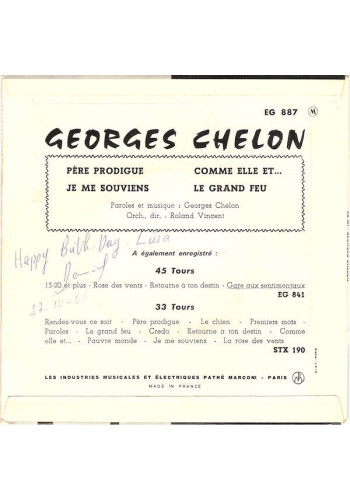 EG 887 M
GEORGES CHELON
PÈRE PRODIGUE COMME ELLE ET...
JE ME SOUVIENS LE GRAND FEU
Paroles et musique : Georges Chelon
Orch., dir. : Roland Vincent
Happy Birth-Day
A également enregistré :
45 Tours
15-20 et plus - Rose des vents - Retourne à ton destin - Gare aux sentimentaux
EG 841
33 Tours
Rendez-vous ce soir - Père prodigue - Le chien - Premiers mots -
Paroles - Le grand feu - Credo - Retourne à ton destin - Comme
elle et... - Pauvre monde - Je me souviens - La rose des vents
STX 190
LES INDUSTRIES MUSICALES ET ÉLECTRIQUES PATHÉ MARCONI - PARIS
MADE IN FRANCE